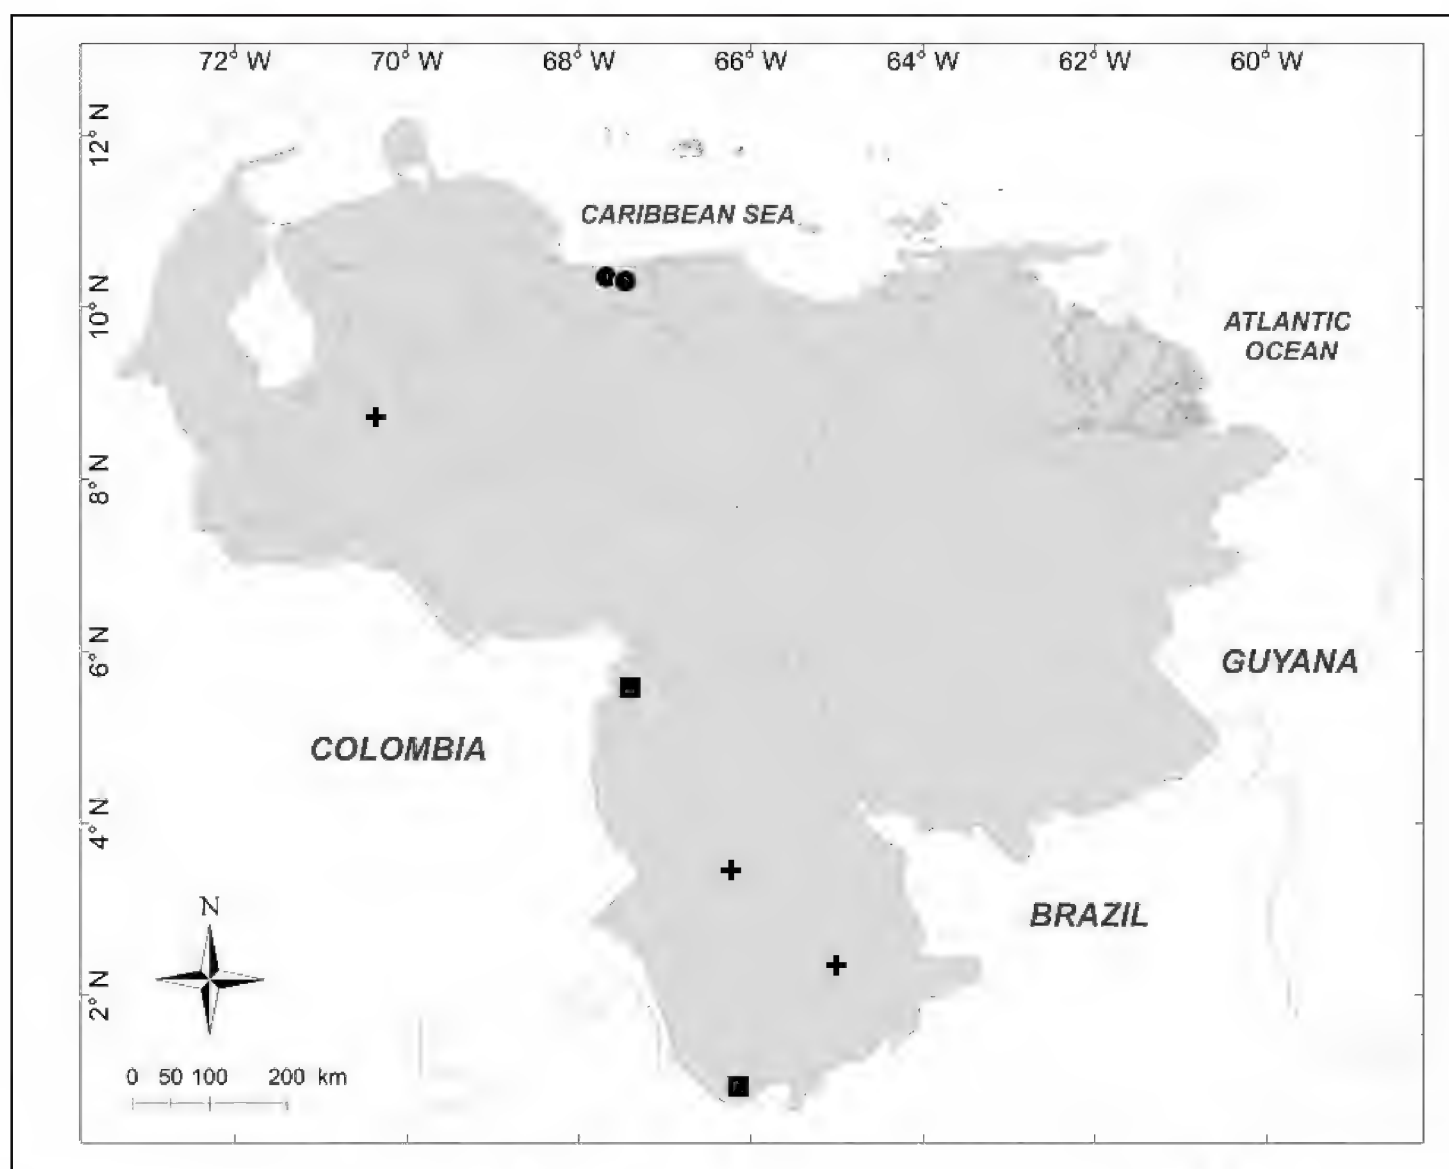 72° W 70° W 68° W 66° W 64° W 62° W 60° W
12° N
CARIBBEAN SEA
10° N
ATLANTIC
OCEAN
8° N
6° N
GUYANA
COLOMBIA
4° N
N
BRAZIL
2° N
0 50 100 200 km